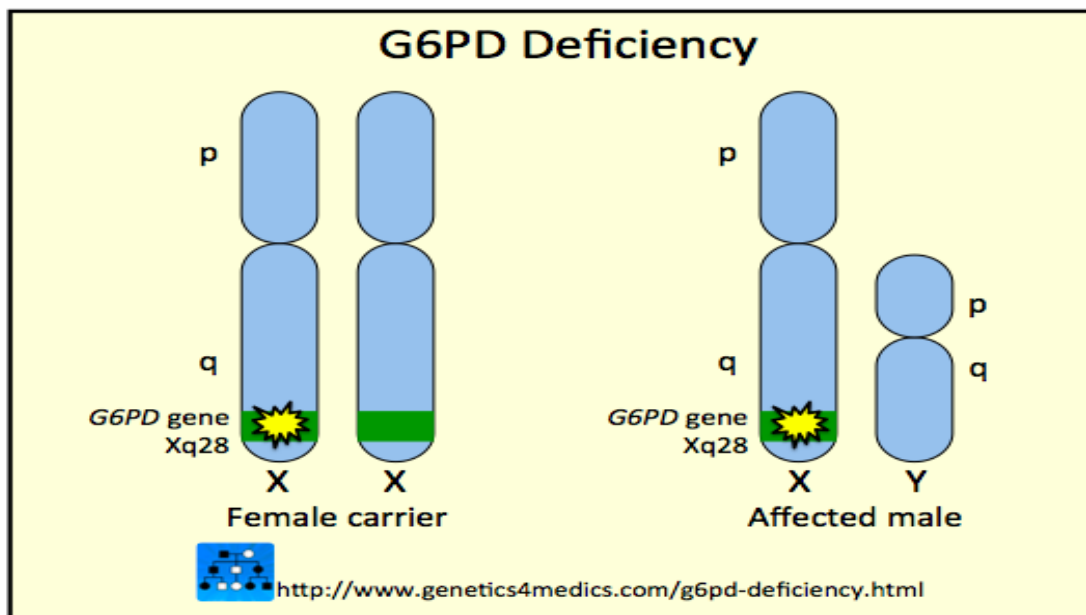 G6PD Deficiency
p
q
G6PD gene
Xq28
X X
Female carrier
p
q
G6PD gene
Xq28
p
q
X Y
Affected male
http://www.genetics4medics.com/g6pd-deficiency.html